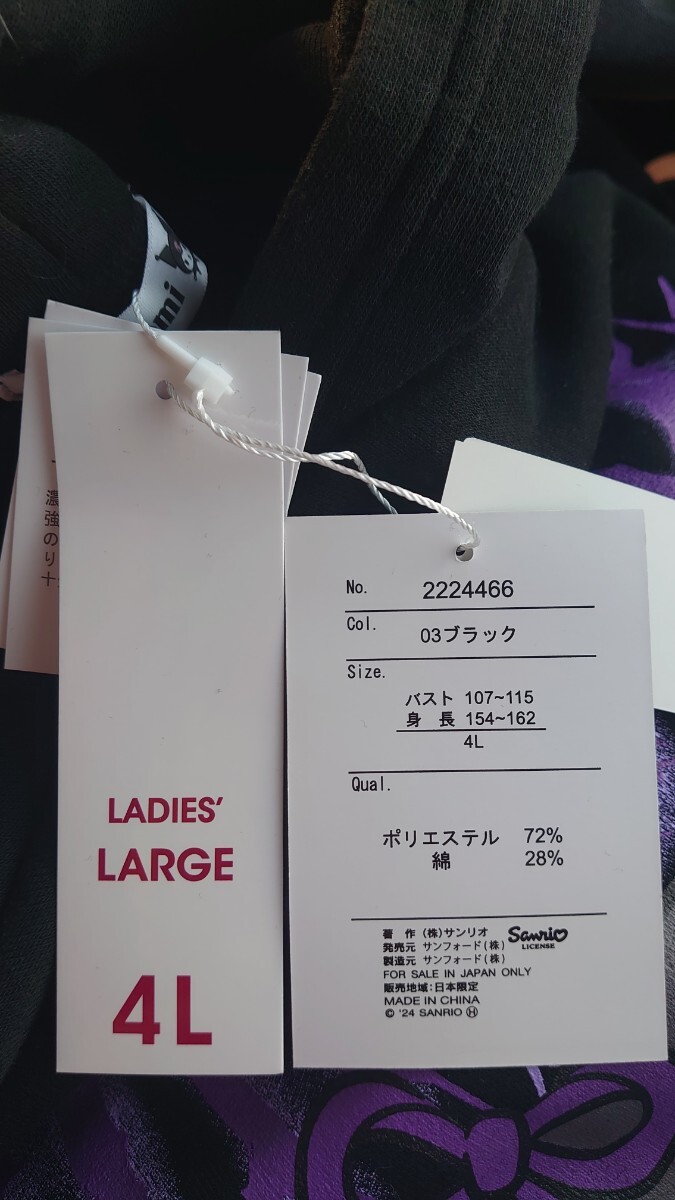 mi
濃
強
の
り
十
LADIES'
LARGE
4L
No. 2224466
Col. 03ブラック
Size.
バスト 107~115
身 長 154~162
4L
Qual.
ポリエステル 72%
綿 28%
著 作 (株)サンリオ
発売元 サンフォード(株)
製造元 サンフォード(株)
Sanrio
LICENSE
FOR SALE IN JAPAN ONLY
販売地域:日本限定
MADE IN CHINA
© '24 SANRIO Ⓗ